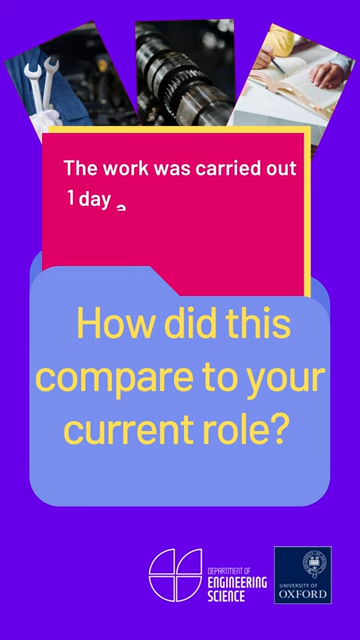 The work was carried out
1 day a
How did this
compare to your
current role?
DEPARTMENT OF
ENGINEERING
SCIENCE
UNIVERSITY OF
OXFORD